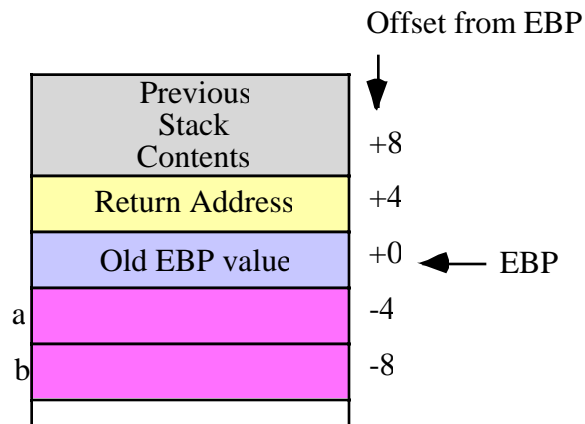 Offset from EBP
Previous
Stack
Contents
+8
Return Address
+4
Old EBP value
+0
EBP
a
-4
b
-8